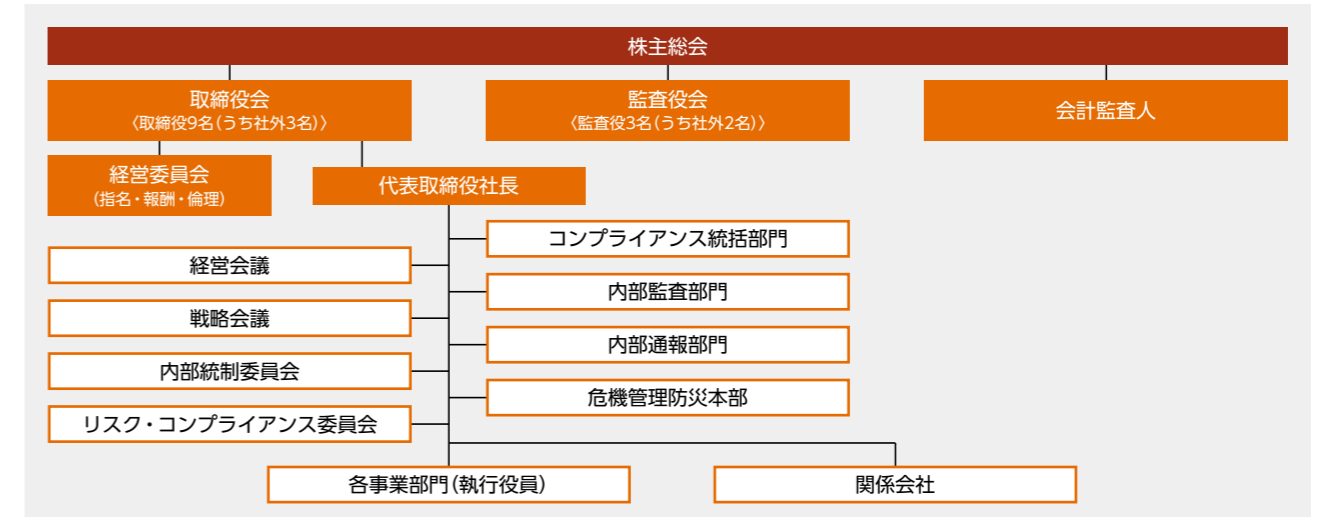 株主総会
取締役会
〈取締役9名(うち社外3名)〉
監査役会
〈監査役3名(うち社外2名)〉
会計監査人
経営委員会
(指名・報酬・倫理)
代表取締役社長
コンプライアンス統括部門
経営会議
内部監査部門
戦略会議
内部通報部門
内部統制委員会
危機管理防災本部
リスク・コンプライアンス委員会
各事業部門(執行役員)
関係会社